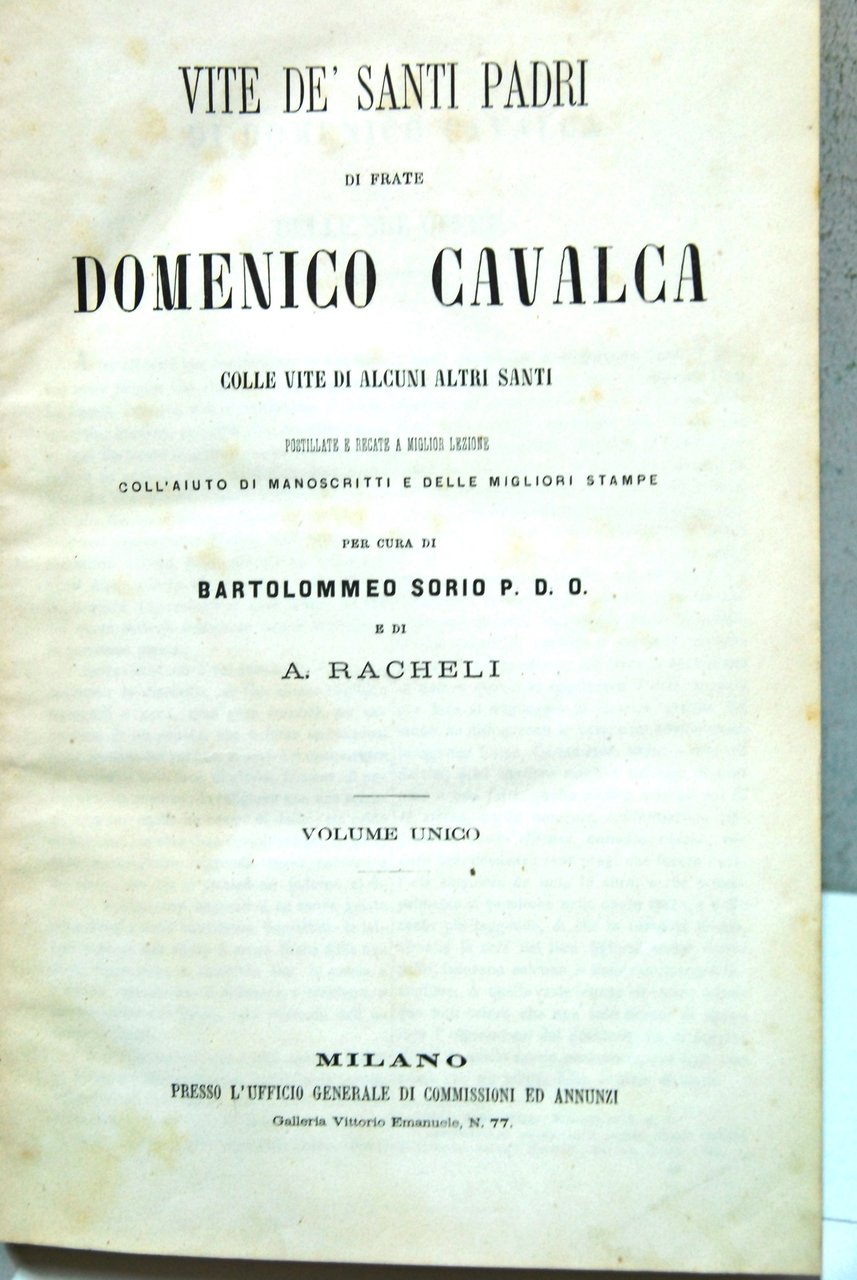 VITE DE' SANTI PADRI
DI FRATE
DOMENICO CAVALCA
COLLE VITE DI ALCUNI ALTRI SANTI
POSTILLATE E RECATE A MIGLIOR LEZIONE
COLL'AIUTO DI MANOSCRITTI E DELLE MIGLIORI STAMPE
PER CURA DI
BARTOLOMMEO SORIO P. D. O.
E DI
A. RACHELI
VOLUME UNICO
MILANO
PRESSO L'UFFICIO GENERALE DI COMMISSIONI ED ANNUNZI
Galleria Vittorio Emanuele, N. 77.